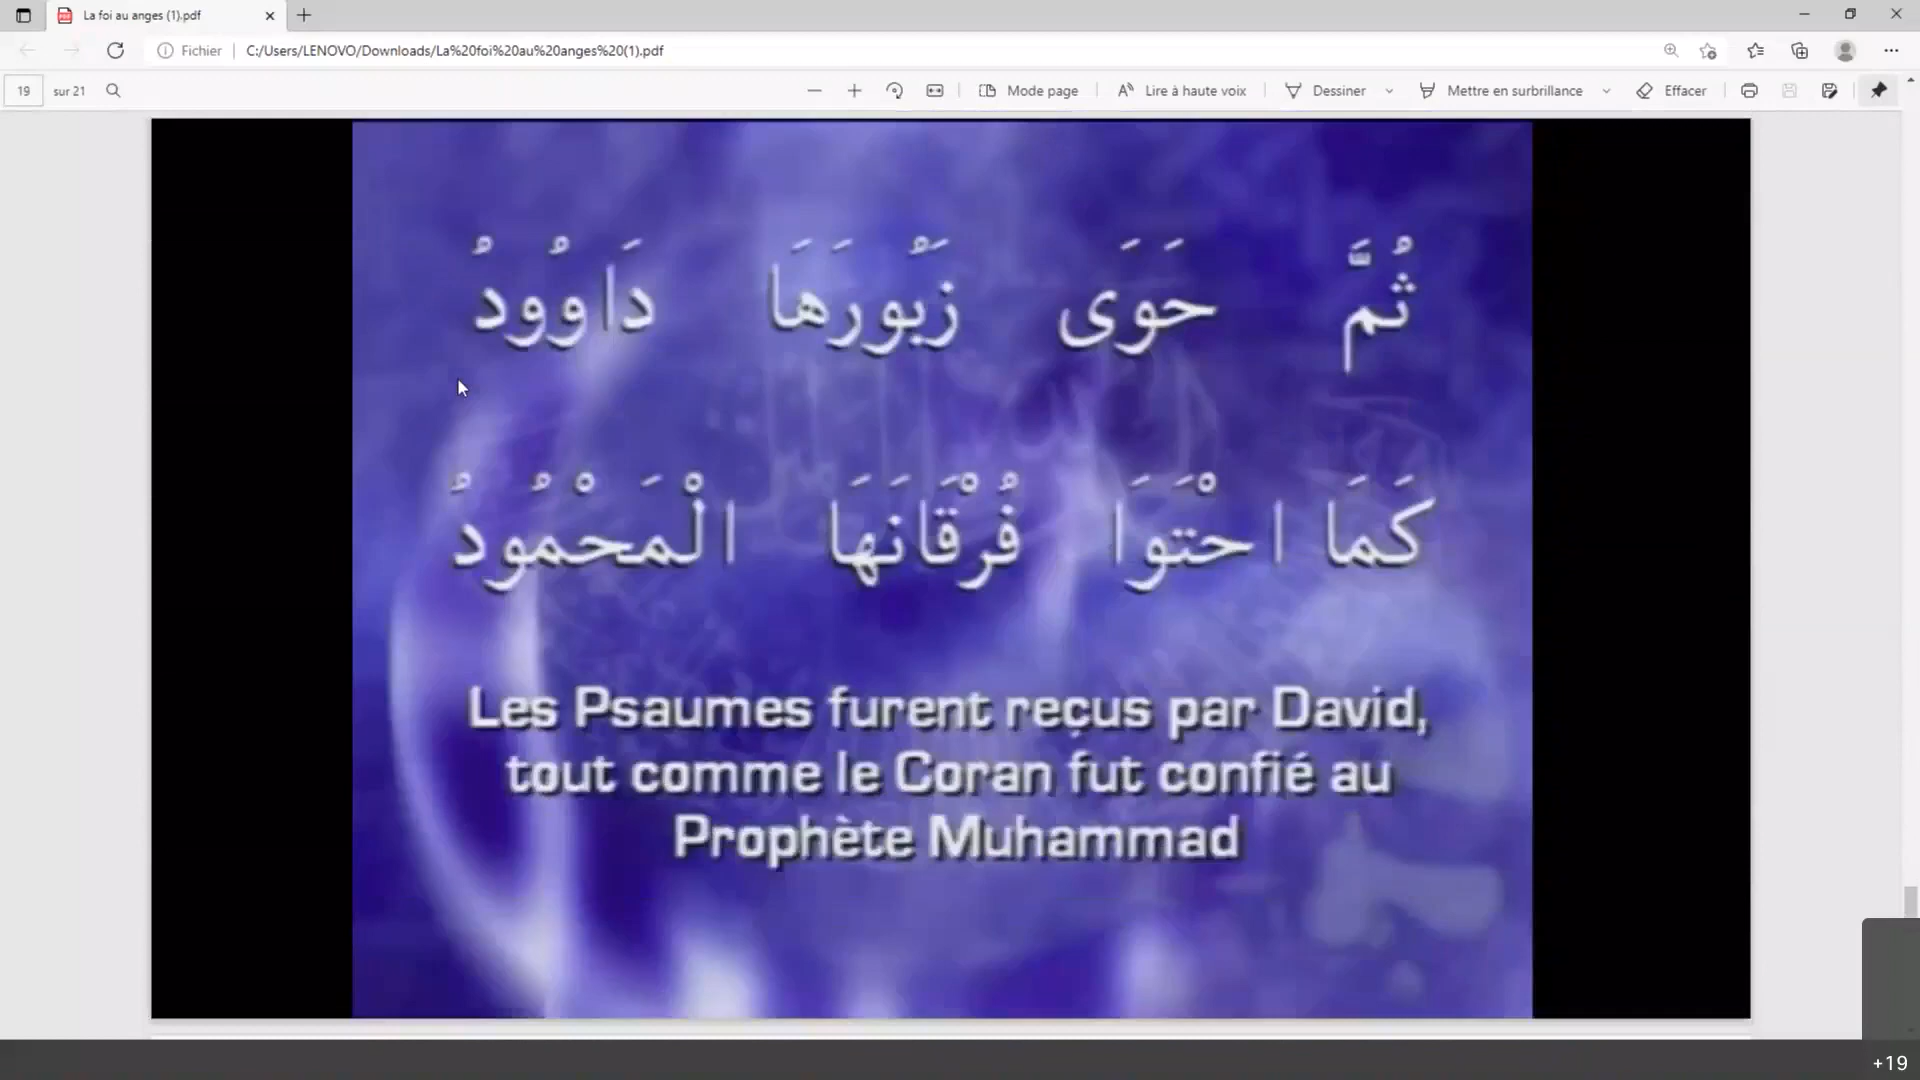 La foi au anges (1).pdf
Fichier C:/Users/LENOVO/Downloads/La%20foi%20au%20anges%20(1).pdf
19 sur 21 Mode page Lire à haute voix Dessiner Mettre en surbrillance Effacer
ثُمَّ حَوَى زَبُورَهَا دَاوُودُ
كَمَا احْتَوَا فُرْقَانَهَا الْمَحْمُودُ
Les Psaumes furent reçus par David,
tout comme le Coran fut confié au
Prophète Muhammad
+19